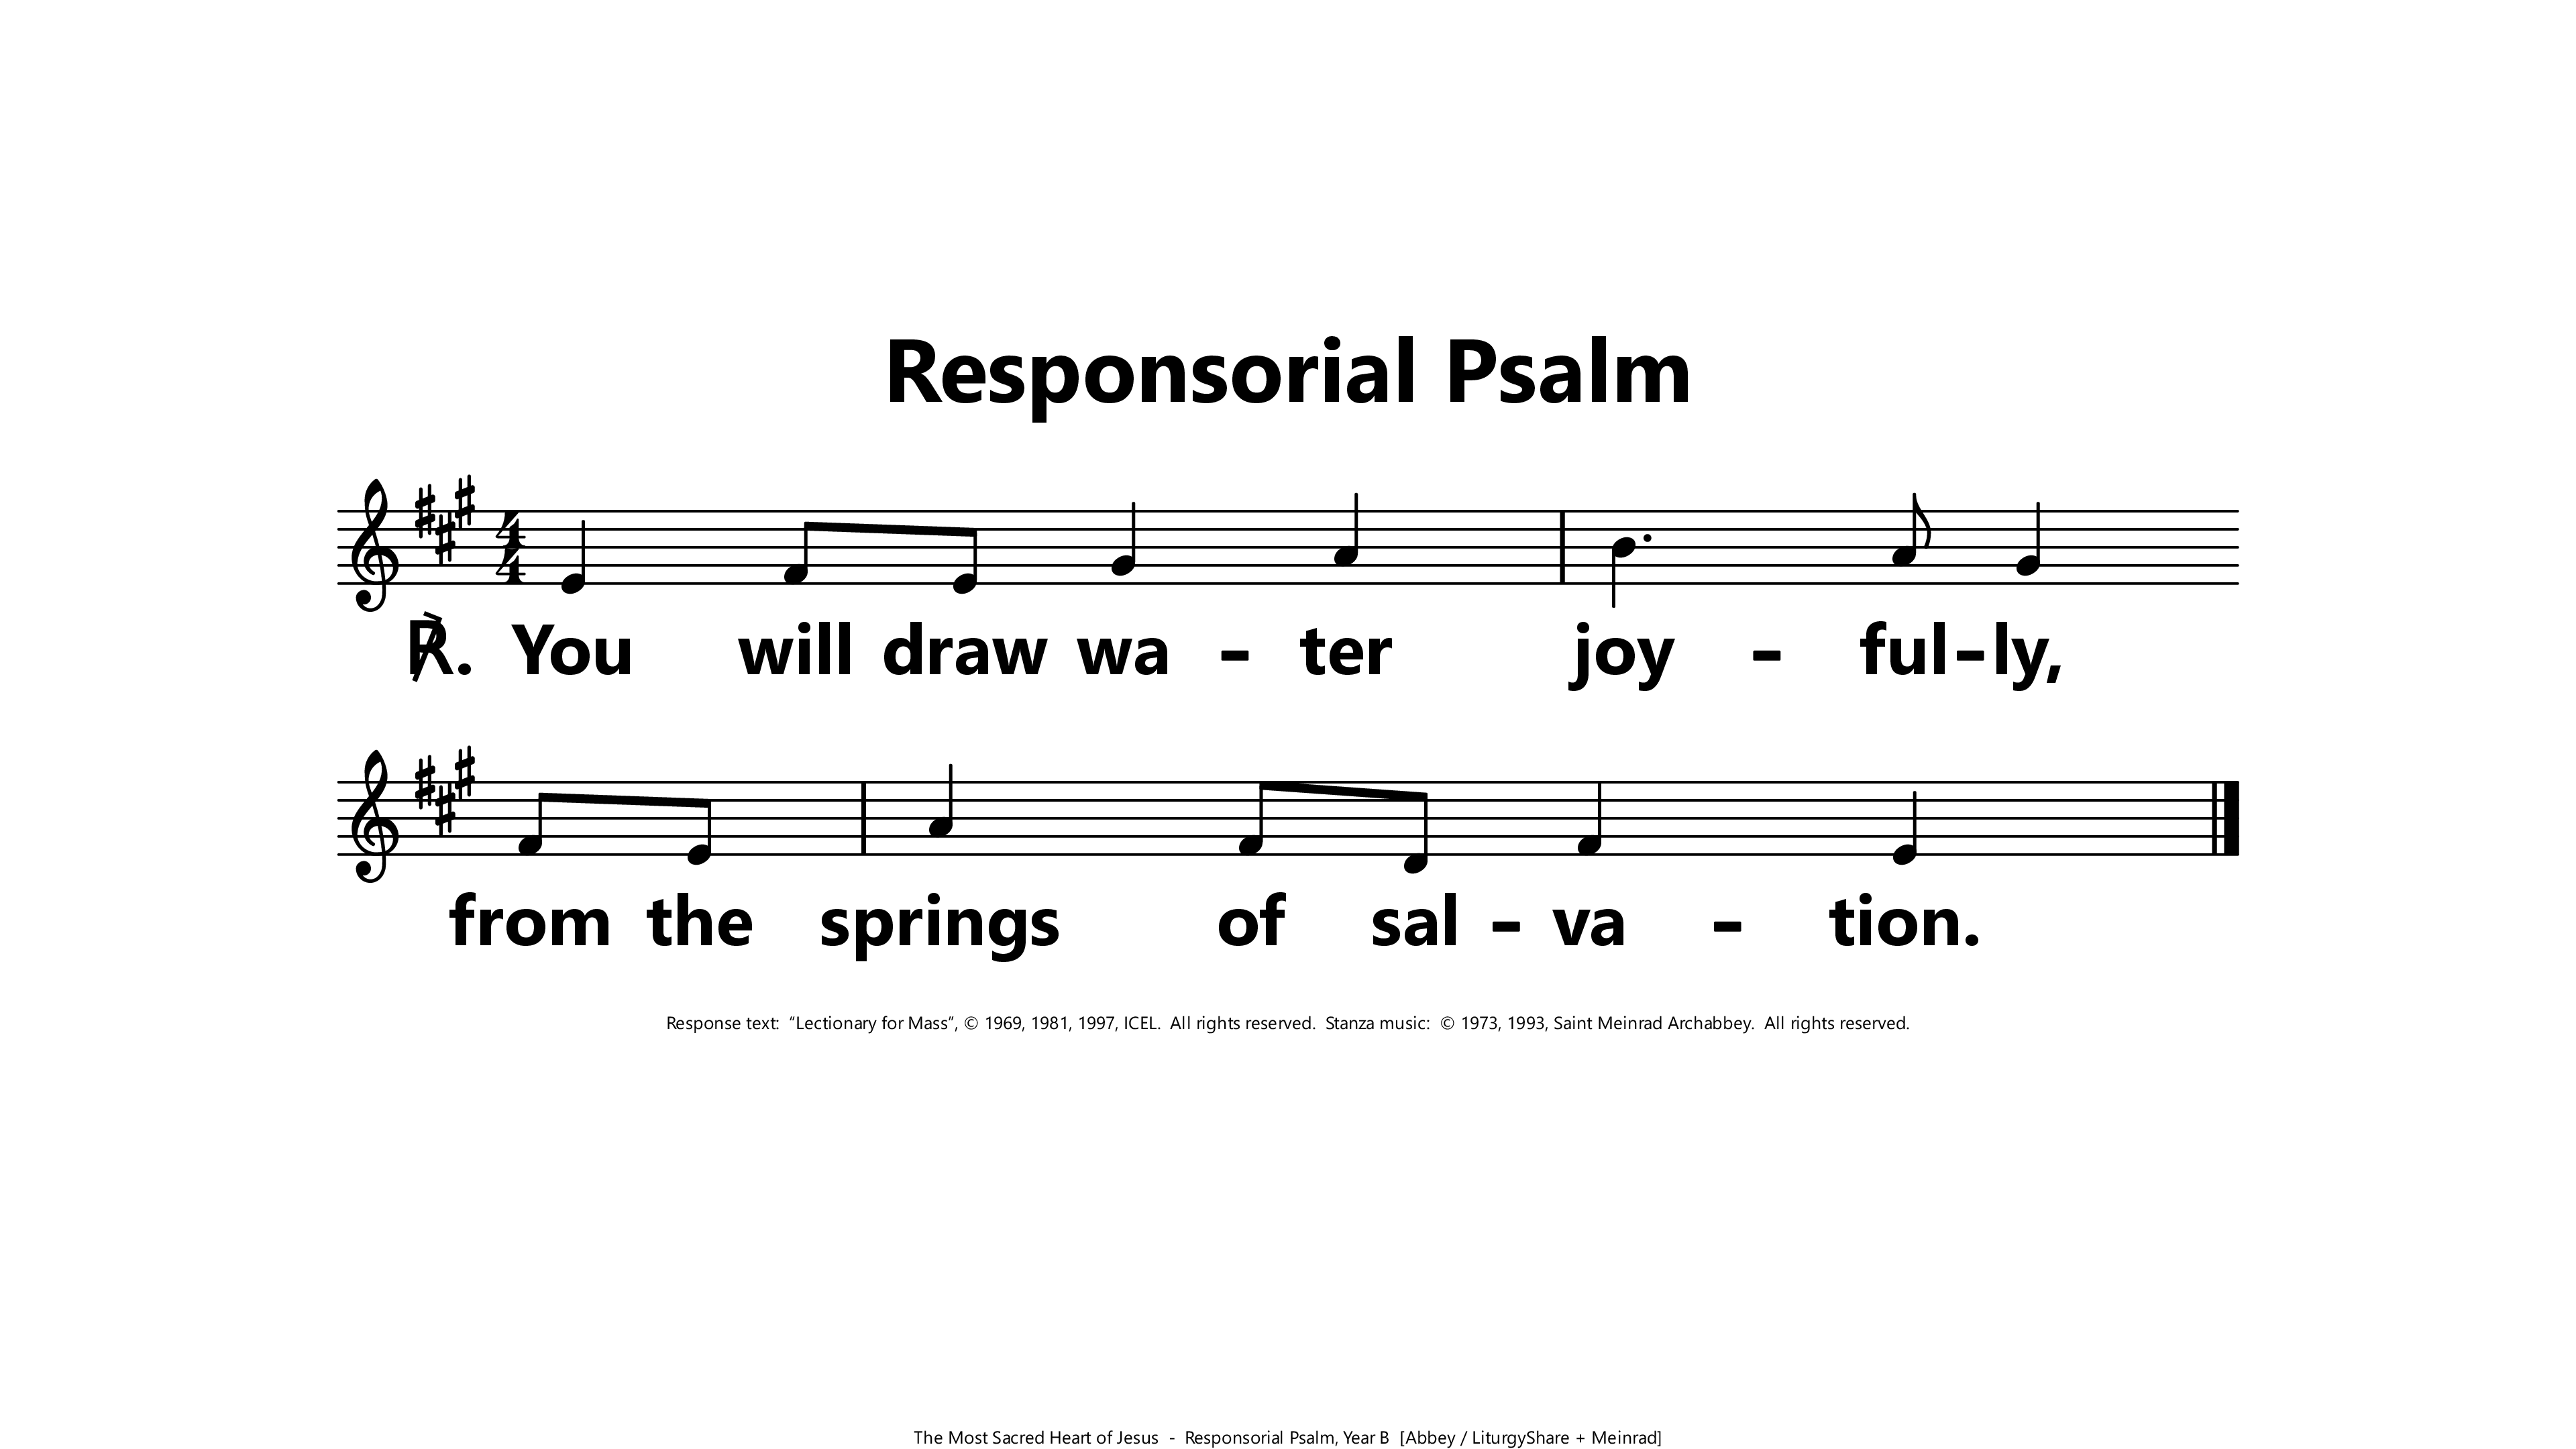 Responsorial Psalm
4
4
℟. You will draw wa - ter joy - ful - ly,
from the springs of sal - va - tion.
Response text: “Lectionary for Mass”, © 1969, 1981, 1997, ICEL. All rights reserved. Stanza music: © 1973, 1993, Saint Meinrad Archabbey. All rights reserved.
The Most Sacred Heart of Jesus - Responsorial Psalm, Year B [Abbey / LiturgyShare + Meinrad]